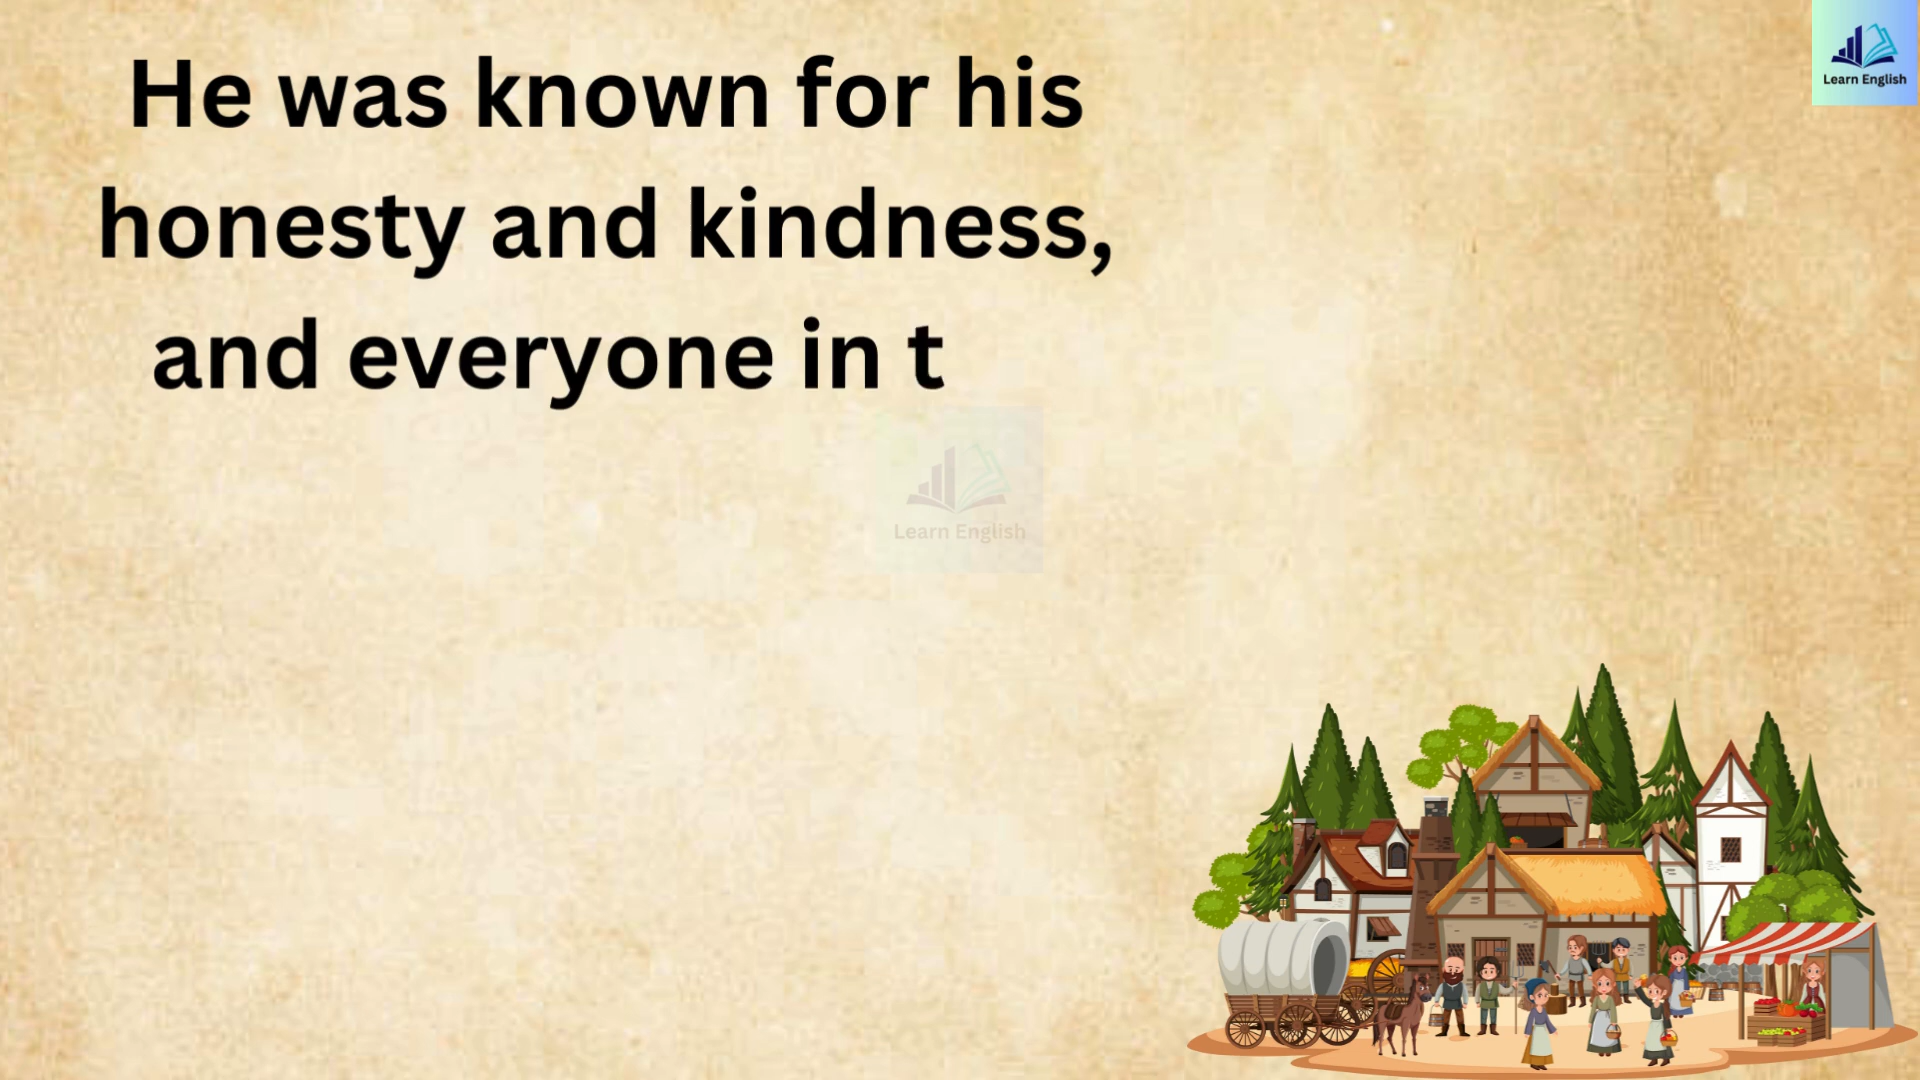 He was known for his
honesty and kindness,
and everyone in t
Learn English
Learn English